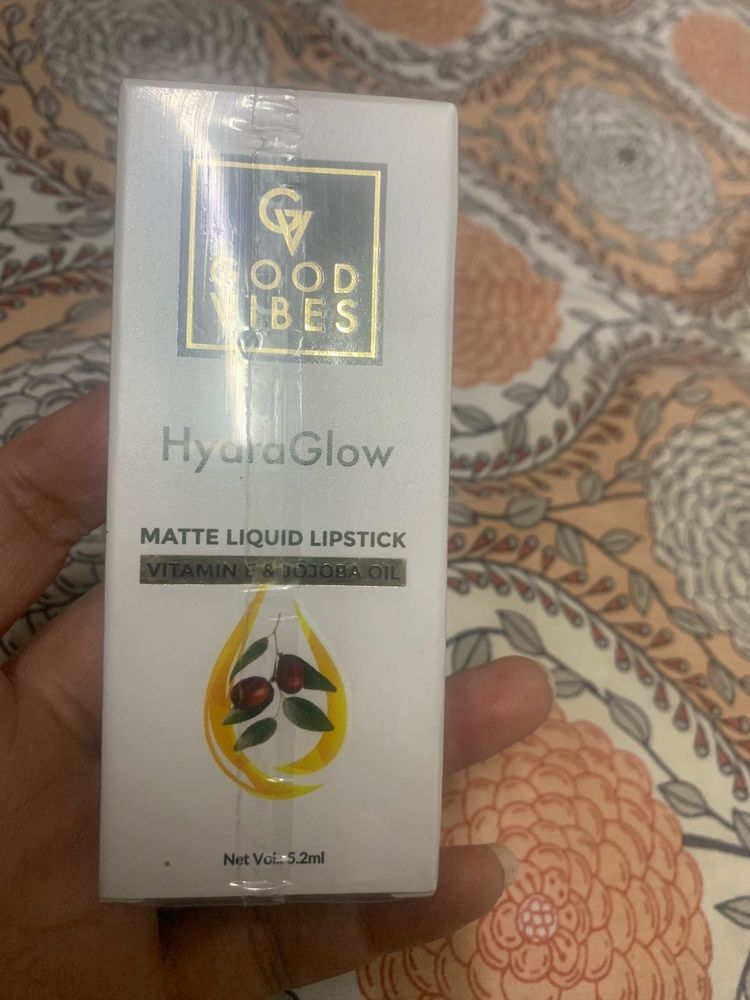 GV
GOOD
VIBES
HydraGlow
MATTE LIQUID LIPSTICK
VITAMIN E & JOJOBA OIL
Net Vol.: 5.2ml